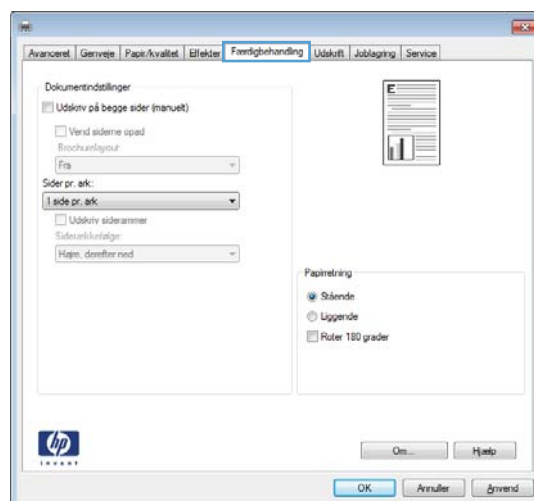 Avanceret Genveje Papir/kvalitet Effekter Færdigbehandling Udskrift Joblagring Service
Dokumentindstillinger
Udskriv på begge sider (manuelt)
Vend siderne opad
Brochurelayout:
Fra
Sider pr. ark:
1 side pr. ark
Udskriv siderammer
Siderækkefølge:
Højre, derefter ned
E
Papirretning
Stående
Liggende
Roter 180 grader
hp
invent
Om... Hjælp
OK Annuller Anvend